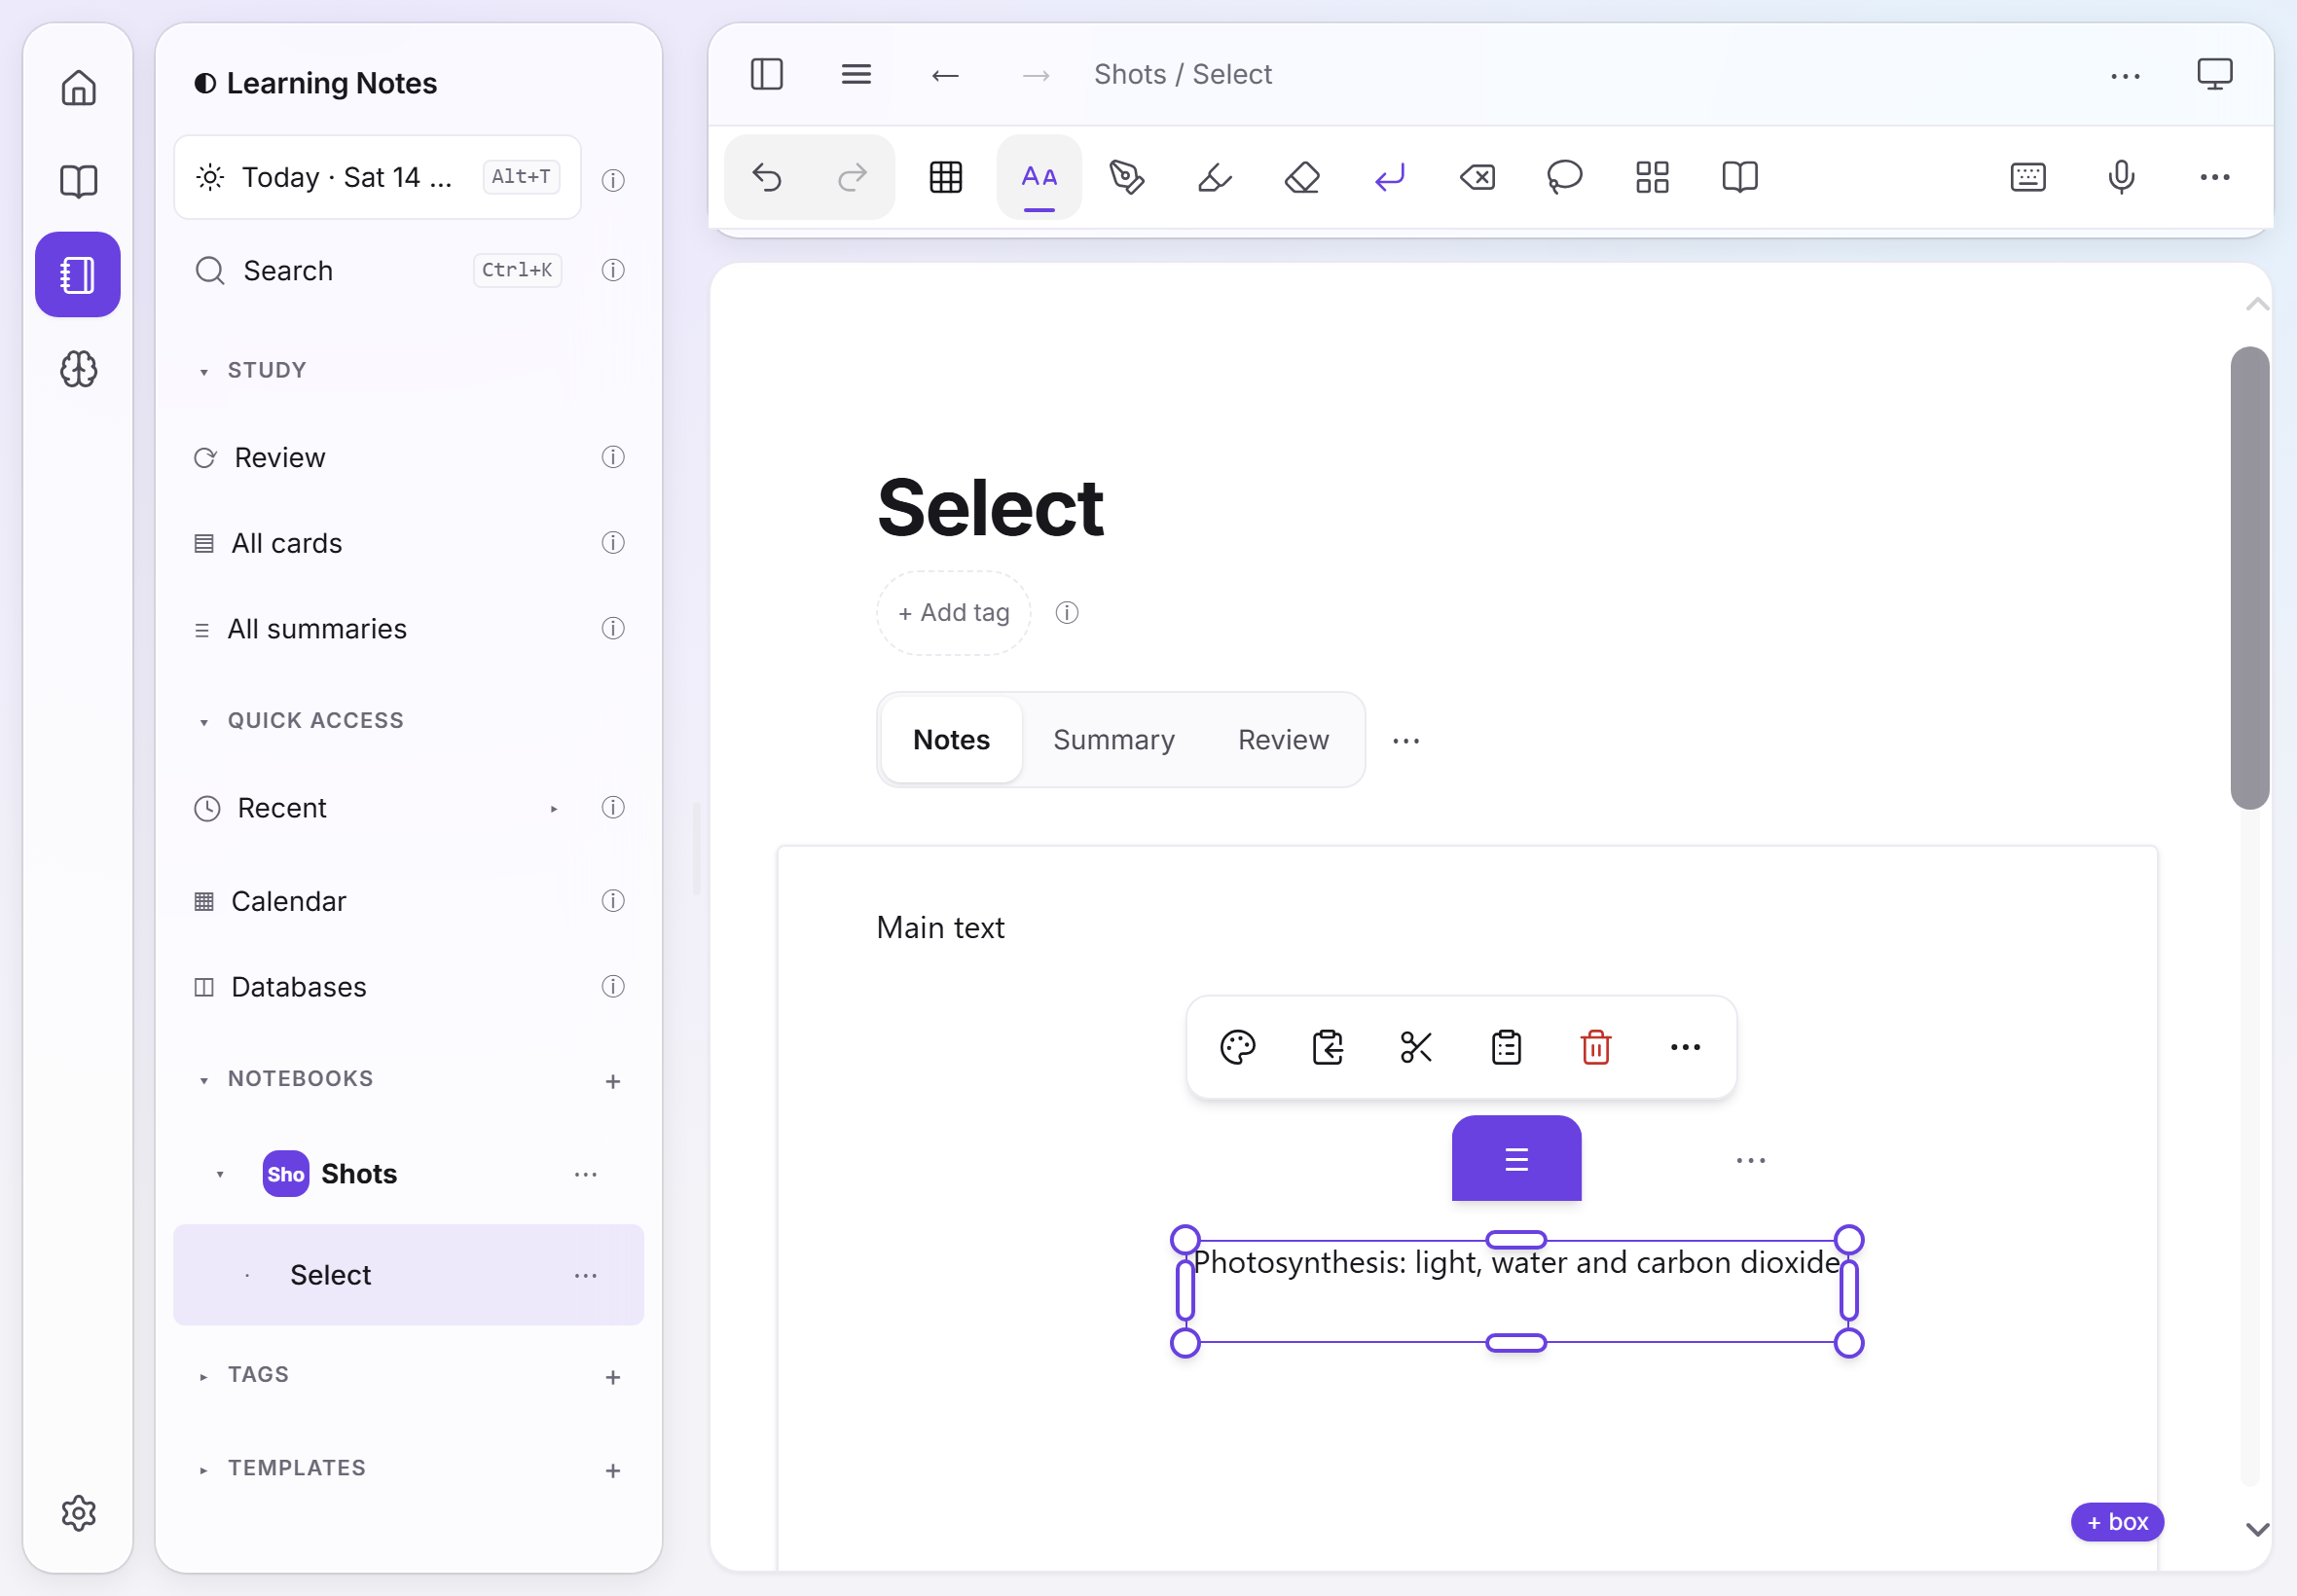 Learning Notes
Today · Sat 14 ... Alt+T
Search Ctrl+K
STUDY
Review
All cards
All summaries
QUICK ACCESS
Recent
Calendar
Databases
NOTEBOOKS
Sho Shots
Select
TAGS
TEMPLATES
Shots / Select
Select
+ Add tag
Notes Summary Review
Main text
Photosynthesis: light, water and carbon dioxide
+ box